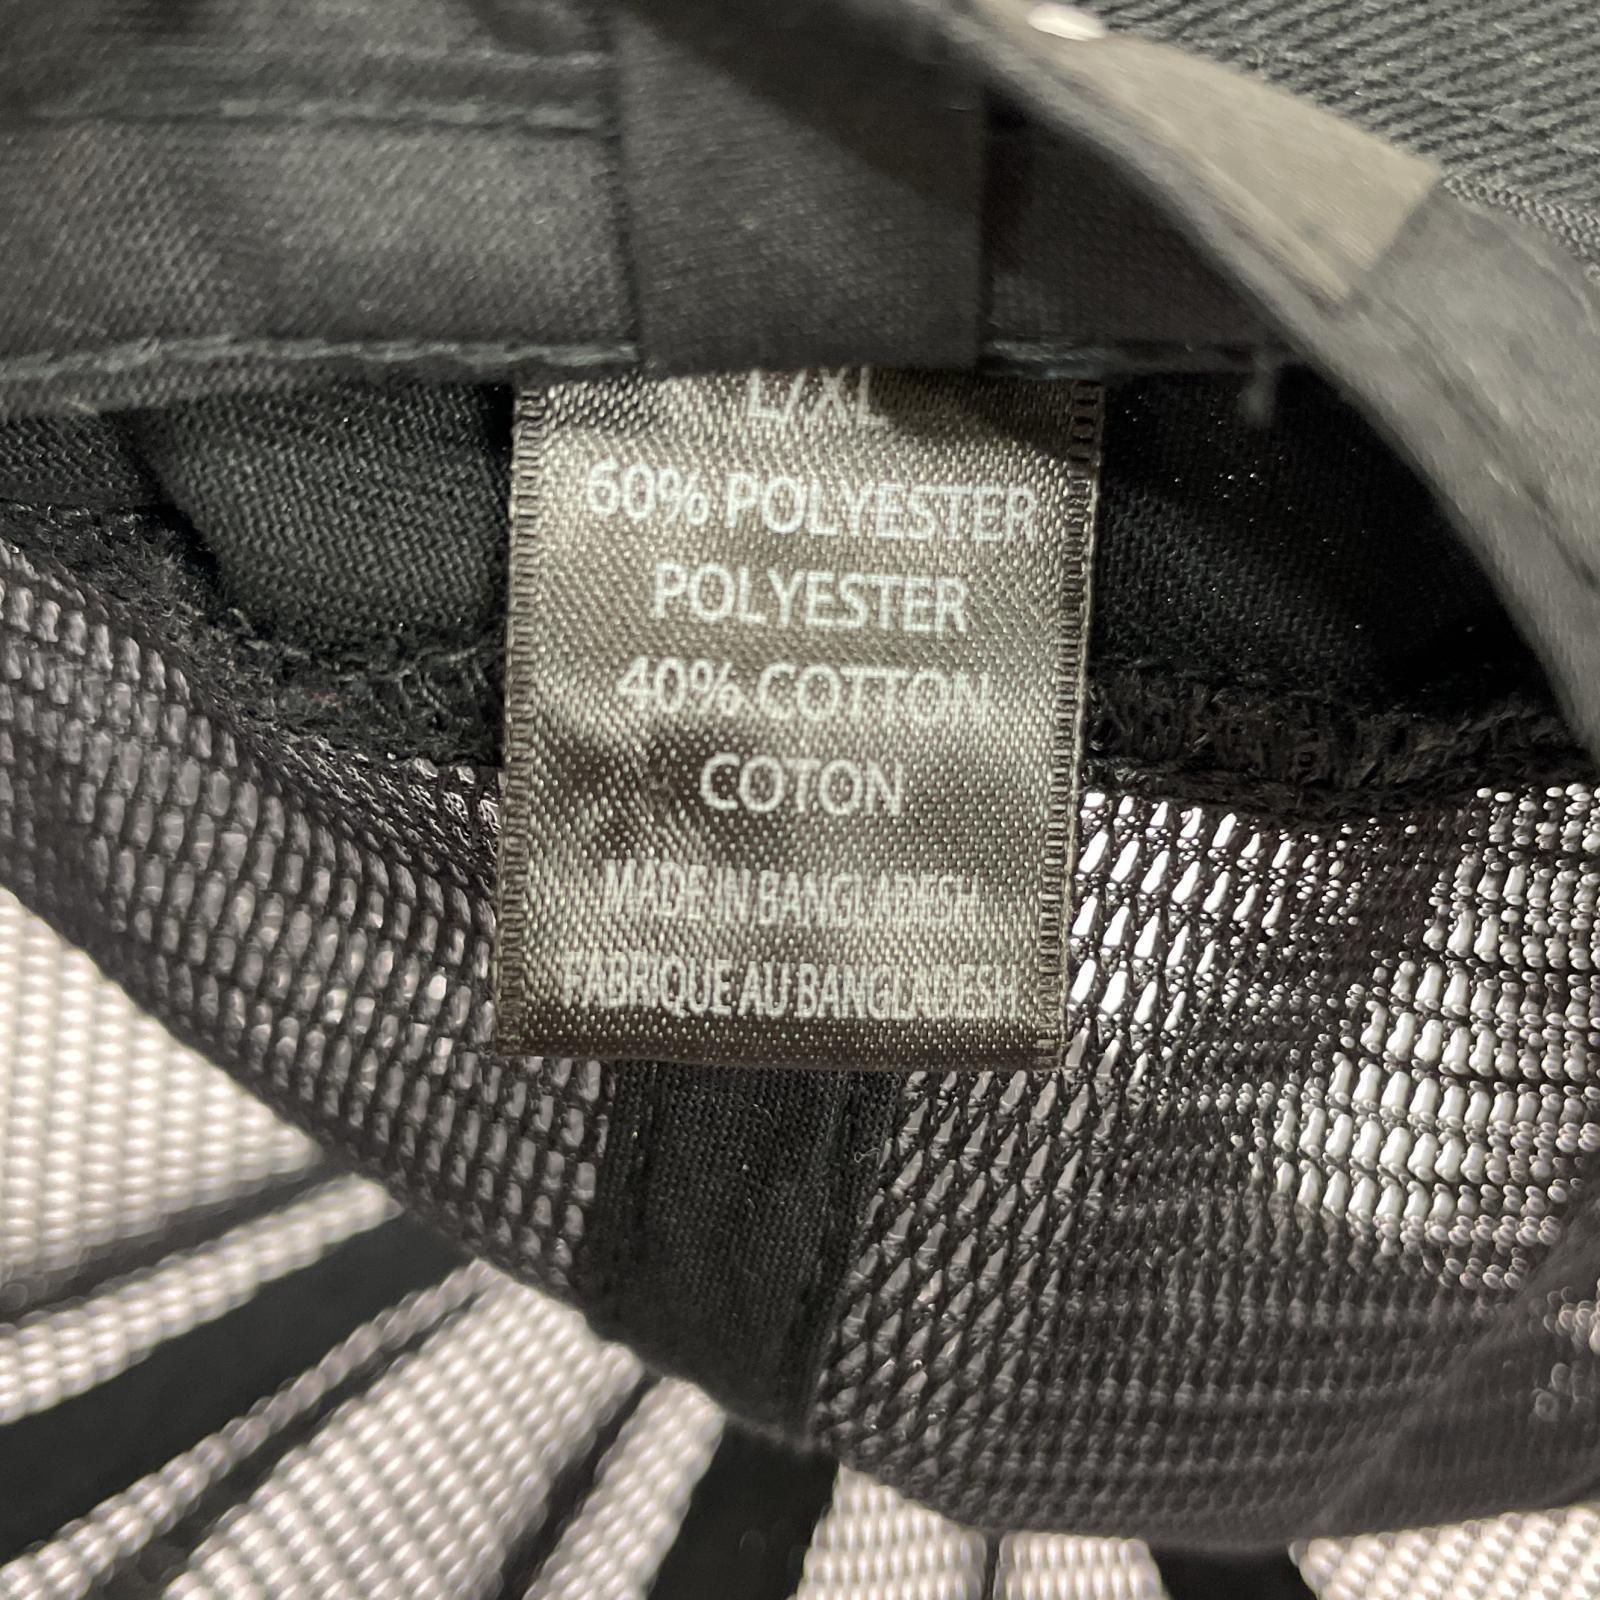 L/XL
60% POLYESTER
POLYESTER
40% COTTON
COTON
MADE IN BANGLADESH
FABRIQUE AU BANGLADESH